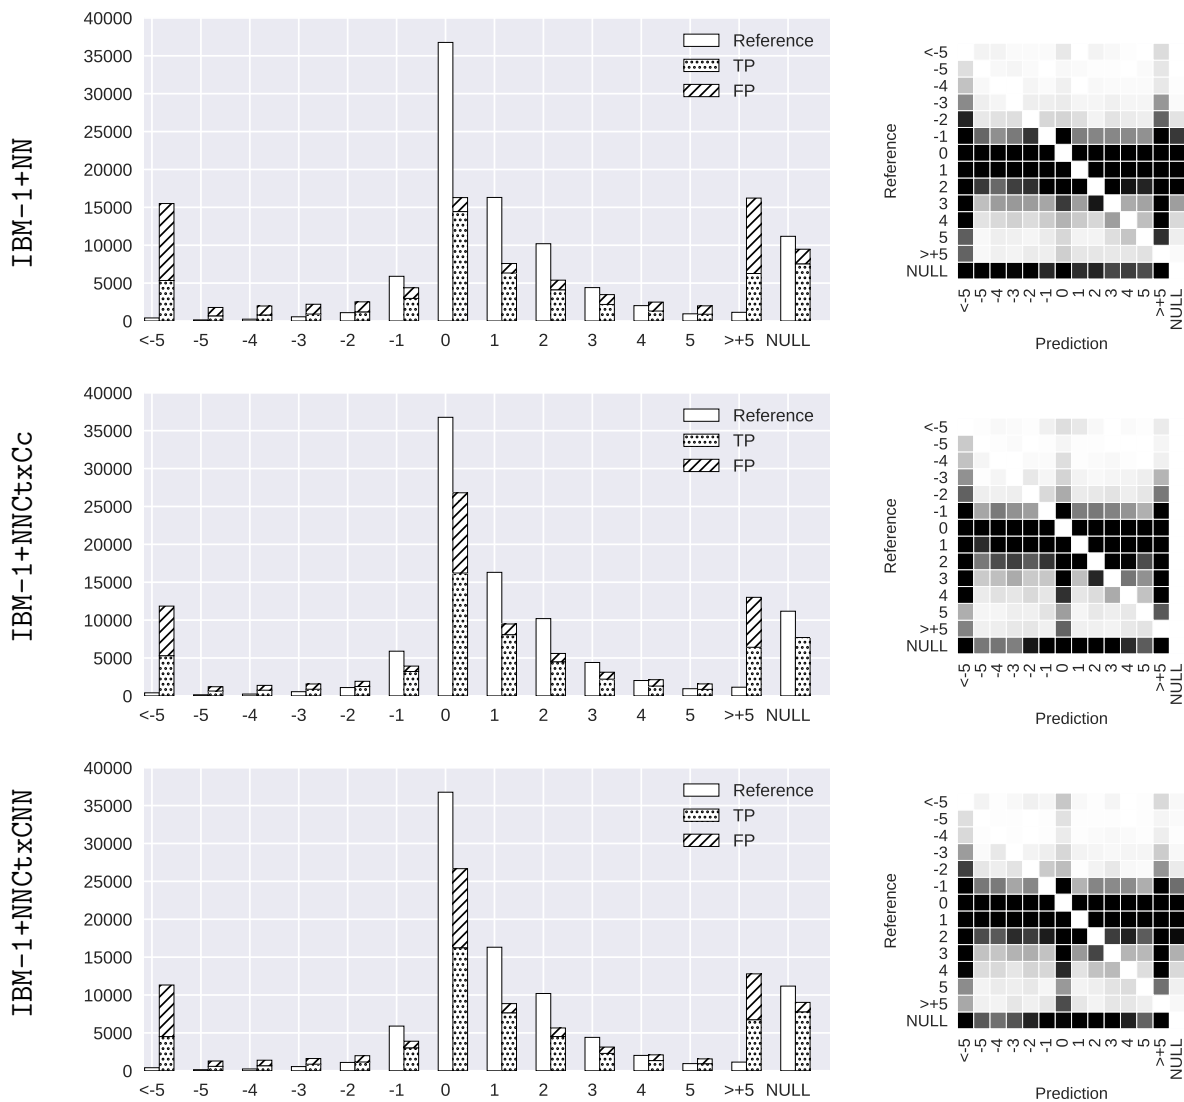 IBM-1+NN
40000
35000
30000
25000
20000
15000
10000
5000
0
<-5 -5 -4 -3 -2 -1 0 1 2 3 4 5 >+5 NULL
Reference
TP
FP
Reference
<-5
-5
-4
-3
-2
-1
0
1
2
3
4
5
>+5
NULL
<-5 -5 -4 -3 -2 -1 0 1 2 3 4 5 >+5 NULL
Prediction
IBM-1+NNCtxCc
40000
35000
30000
25000
20000
15000
10000
5000
0
<-5 -5 -4 -3 -2 -1 0 1 2 3 4 5 >+5 NULL
Reference
TP
FP
Reference
<-5
-5
-4
-3
-2
-1
0
1
2
3
4
5
>+5
NULL
<-5 -5 -4 -3 -2 -1 0 1 2 3 4 5 >+5 NULL
Prediction
IBM-1+NNCtxCNN
40000
35000
30000
25000
20000
15000
10000
5000
0
<-5 -5 -4 -3 -2 -1 0 1 2 3 4 5 >+5 NULL
Reference
TP
FP
Reference
<-5
-5
-4
-3
-2
-1
0
1
2
3
4
5
>+5
NULL
<-5 -5 -4 -3 -2 -1 0 1 2 3 4 5 >+5 NULL
Prediction